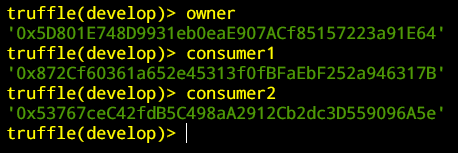 truffle(develop)> owner
'0x5D801E748D9931eb0eaE907ACf85157223a91E64'
truffle(develop)> consumer1
'0x872Cf60361a652e45313f0fBFaEbF252a946317B'
truffle(develop)> consumer2
'0x53767ceC42fdB5C498aA2912Cb2dc3D559096A5e'
truffle(develop)>